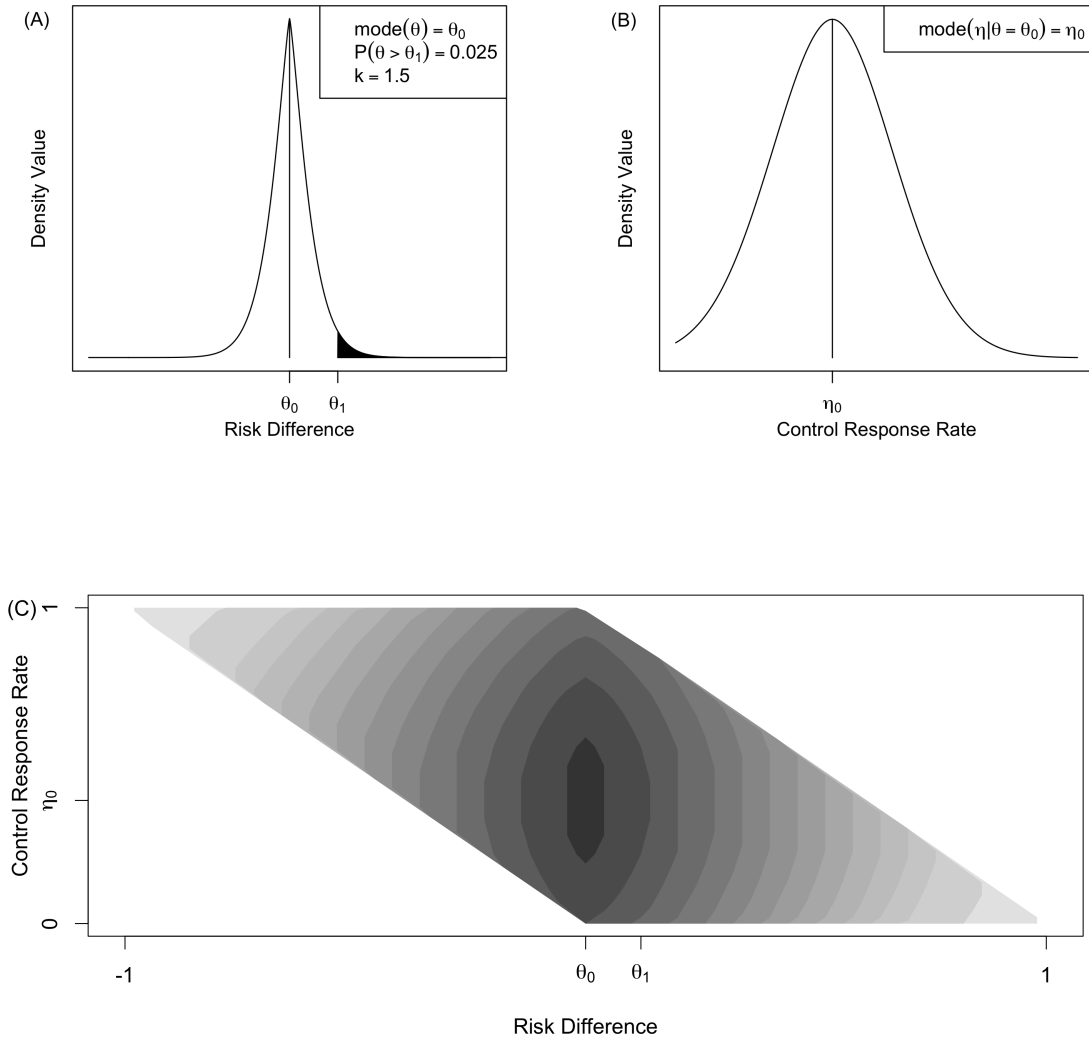 (A)
mode(θ) = θ₀
P(θ > θ₁) = 0.025
k = 1.5
Density Value
θ₀ θ₁
Risk Difference
(B)
mode(η|θ = θ₀) = η₀
Density Value
η₀
Control Response Rate
(C)
Control Response Rate
1
η₀
0
-1 θ₀ θ₁ 1
Risk Difference